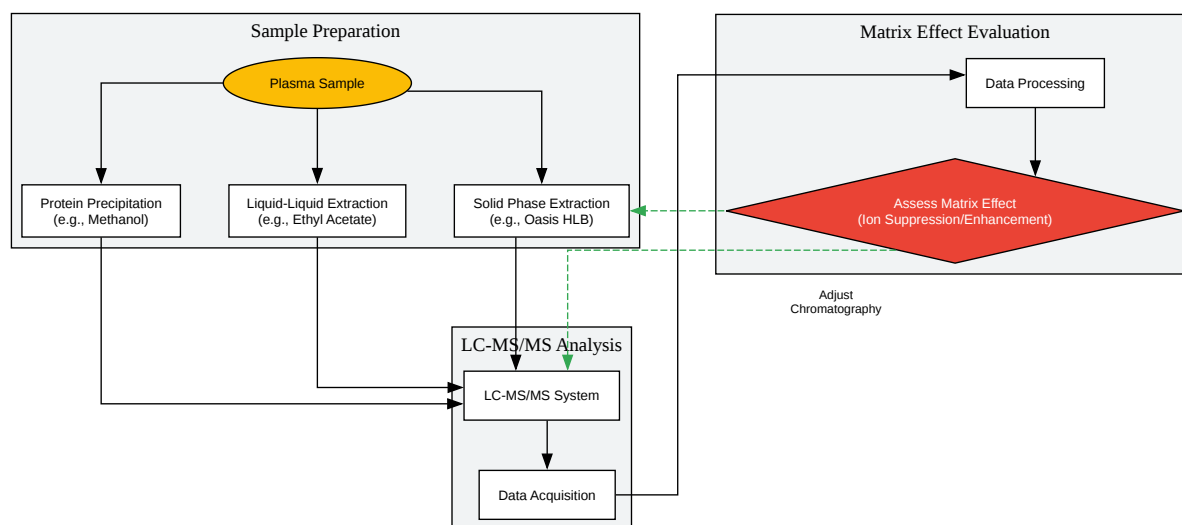 Sample Preparation
Plasma Sample
Protein Precipitation
(e.g., Methanol)
Liquid-Liquid Extraction
(e.g., Ethyl Acetate)
Solid Phase Extraction
(e.g., Oasis HLB)
Matrix Effect Evaluation
Data Processing
Assess Matrix Effect
(Ion Suppression/Enhancement)
Adjust
Chromatography
LC-MS/MS Analysis
LC-MS/MS System
Data Acquisition